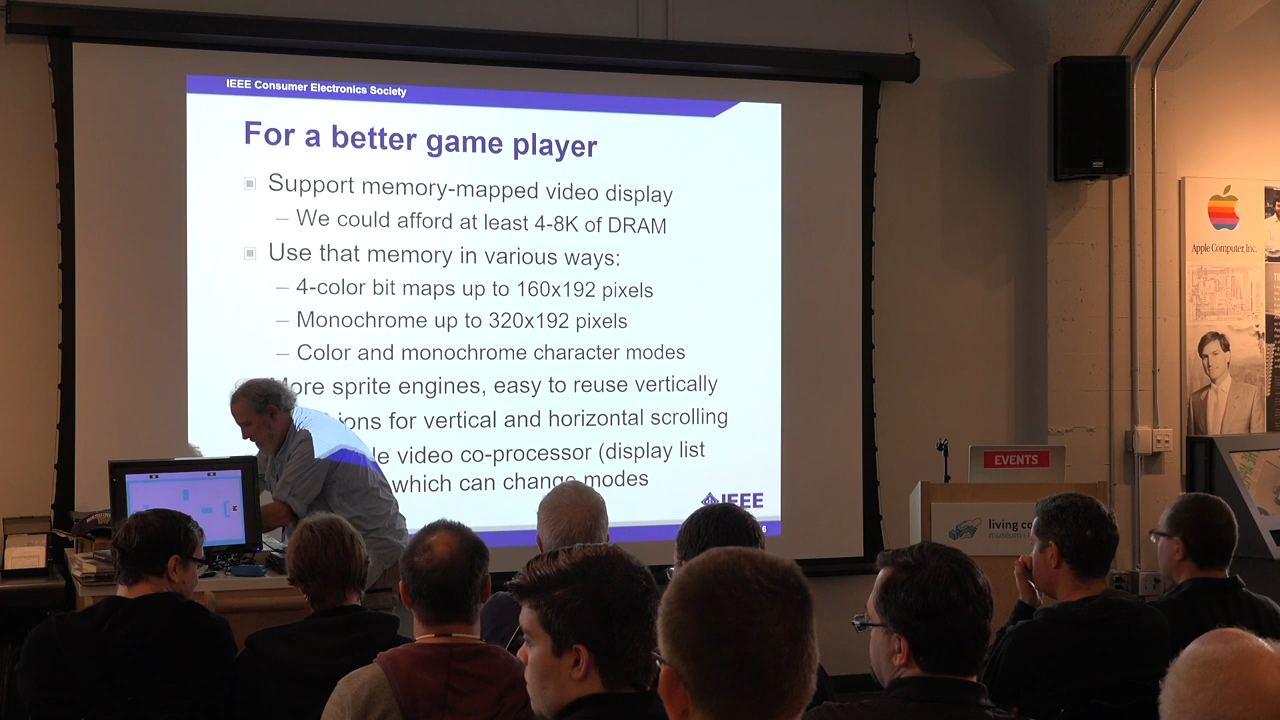 IEEE Consumer Electronics Society
For a better game player
Support memory-mapped video display
– We could afford at least 4-8K of DRAM
Use that memory in various ways:
– 4-color bit maps up to 160x192 pixels
– Monochrome up to 320x192 pixels
– Color and monochrome character modes
More sprite engines, easy to reuse vertically
ions for vertical and horizontal scrolling
le video co-processor (display list
which can change modes
IEEE
6
Apple Computer, Inc.
EVENTS
living co
museum+